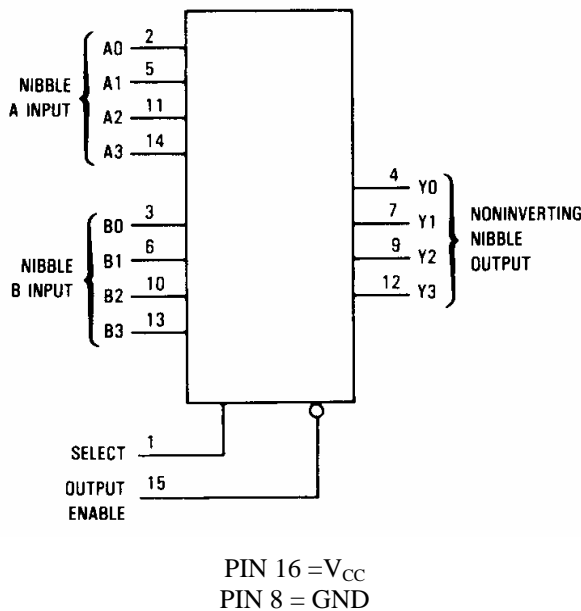 NIBBLE
A INPUT
A0 2
A1 5
A2 11
A3 14
NIBBLE
B INPUT
B0 3
B1 6
B2 10
B3 13
4 Y0
7 Y1
9 Y2
12 Y3
NONINVERTING
NIBBLE
OUTPUT
SELECT 1
OUTPUT 15
ENABLE
PIN 16 =VCC
PIN 8 = GND